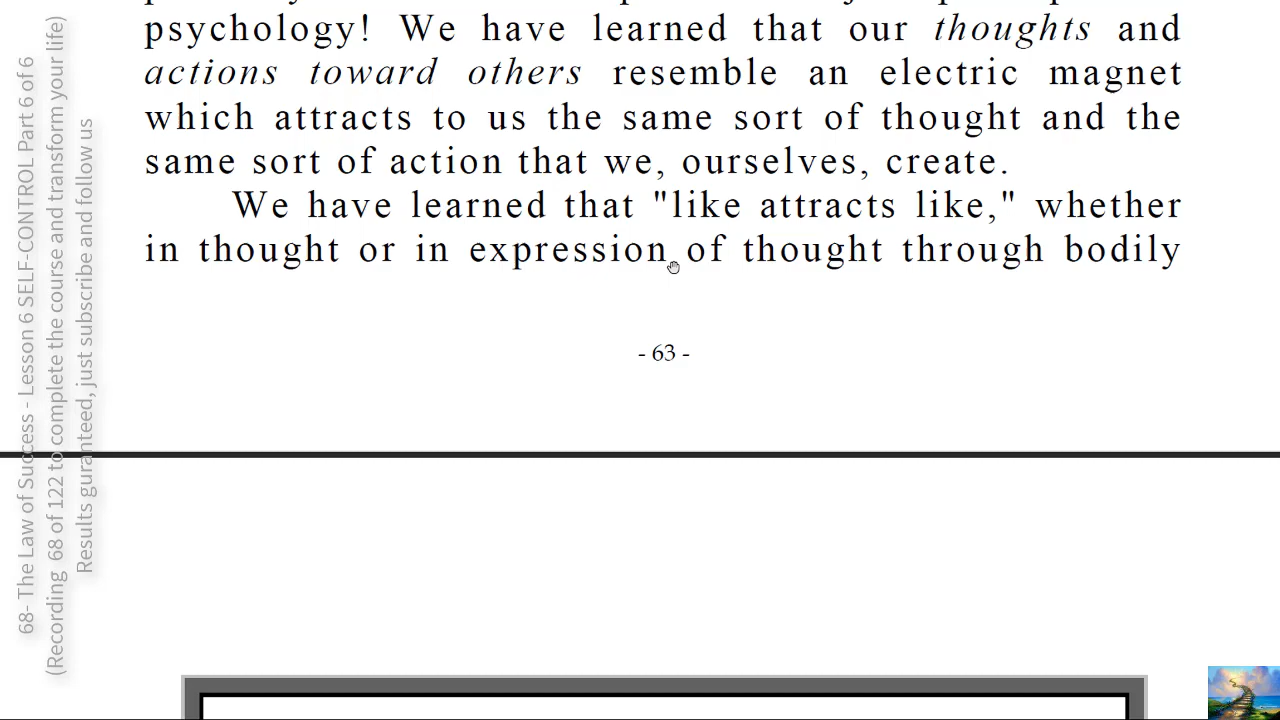 psychology! We have learned that our thoughts and
actions toward others resemble an electric magnet
which attracts to us the same sort of thought and the
same sort of action that we, ourselves, create.
We have learned that "like attracts like," whether
in thought or in expression of thought through bodily
- 63 -
68- The Law of Success - Lesson 6 SELF-CONTROL Part 6 of 6
(Recording 68 of 122 to complete the course and transform your life)
Results guranteed, just subscribe and follow us